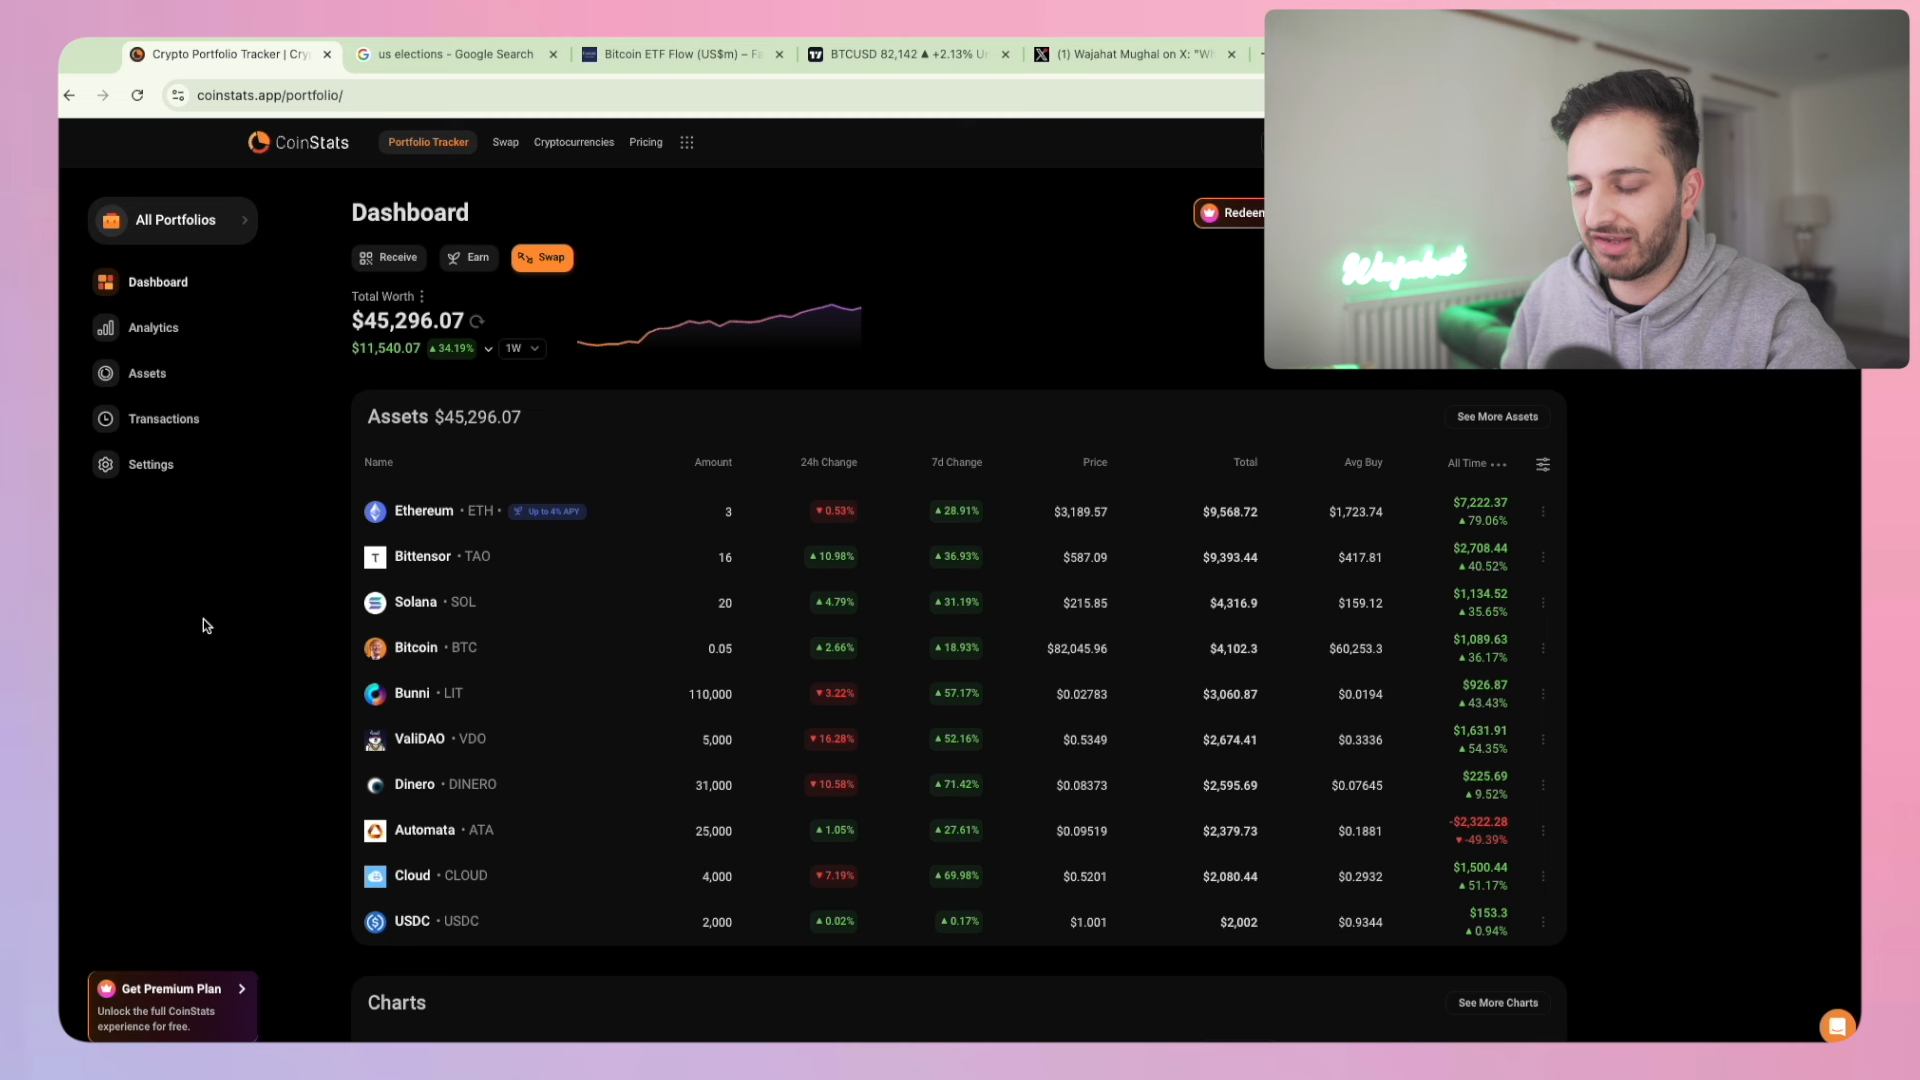 Crypto Portfolio Tracker | Cry
us elections - Google Search
Bitcoin ETF Flow (US$m) – Fa
BTCUSD 82,142 ▲ +2.13% Un
(1) Wajahat Mughal on X: "Wh
coinstats.app/portfolio/
CoinStats
Portfolio Tracker
Swap
Cryptocurrencies
Pricing
Wajahat
All Portfolios
Dashboard
Analytics
Assets
Transactions
Settings
Dashboard
Redeem
Receive
Earn
Swap
Total Worth
$45,296.07
$11,540.07 ▲ 34.19% 1W
Assets $45,296.07
See More Assets
Name Amount 24h Change 7d Change Price Total Avg Buy All Time
Ethereum • ETH • Up to 4% APY 3 ▼ 0.53% ▲ 28.91% $3,189.57 $9,568.72 $1,723.74 $7,222.37
▲ 79.06%
Bittensor • TAO 16 ▲ 10.98% ▲ 36.93% $587.09 $9,393.44 $417.81 $2,708.44
▲ 40.52%
Solana • SOL 20 ▲ 4.79% ▲ 31.19% $215.85 $4,316.9 $159.12 $1,134.52
▲ 35.65%
Bitcoin • BTC 0.05 ▲ 2.66% ▲ 18.93% $82,045.96 $4,102.3 $60,253.3 $1,089.63
▲ 36.17%
Bunni • LIT 110,000 ▼ 3.22% ▲ 57.17% $0.02783 $3,060.87 $0.0194 $926.87
▲ 43.43%
ValiDAO • VDO 5,000 ▼ 16.28% ▲ 52.16% $0.5349 $2,674.41 $0.3336 $1,631.91
▲ 54.35%
Dinero • DINERO 31,000 ▼ 10.58% ▲ 71.42% $0.08373 $2,595.69 $0.07645 $225.69
▲ 9.52%
Automata • ATA 25,000 ▲ 1.05% ▲ 27.61% $0.09519 $2,379.73 $0.1881 -$2,322.28
▼ -49.39%
Cloud • CLOUD 4,000 ▼ 7.19% ▲ 69.98% $0.5201 $2,080.44 $0.2932 $1,500.44
▲ 51.17%
USDC • USDC 2,000 ▲ 0.02% ▲ 0.17% $1.001 $2,002 $0.9344 $153.3
▲ 0.94%
Get Premium Plan
Unlock the full CoinStats
experience for free.
Charts
See More Charts